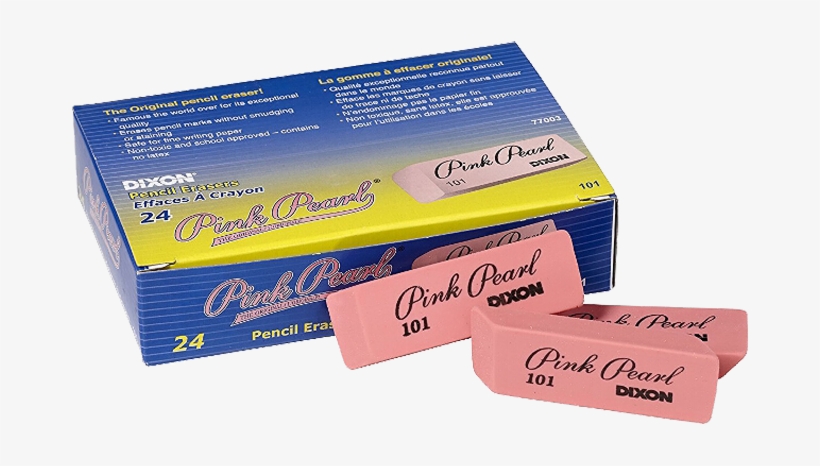 The Original pencil eraser!
• Famous the world over for its exceptional
quality
• Erases pencil marks without smudging
or staining
• Safe for fine writing paper
• Non-toxic and school approved – contains
no latex
La gomme à effacer originale!
• Qualité exceptionnelle reconnue partout
dans le monde
• Efface les marques de crayon sans laisser
de trace ni de tache
• N'endommage pas le papier fin
• Non toxique, sans latex, elle est approuvée
pour l'utilisation dans les écoles
77003
DIXON®
Pencil Erasers
Effaces À Crayon
24 Pink Pearl®
Pink Pearl
101 DIXON
101
Pink Pearl
24 Pencil Eras
Pink Pearl
Pink Pearl
101 DIXON
Pink Pearl
Pink Pearl
101 DIXON